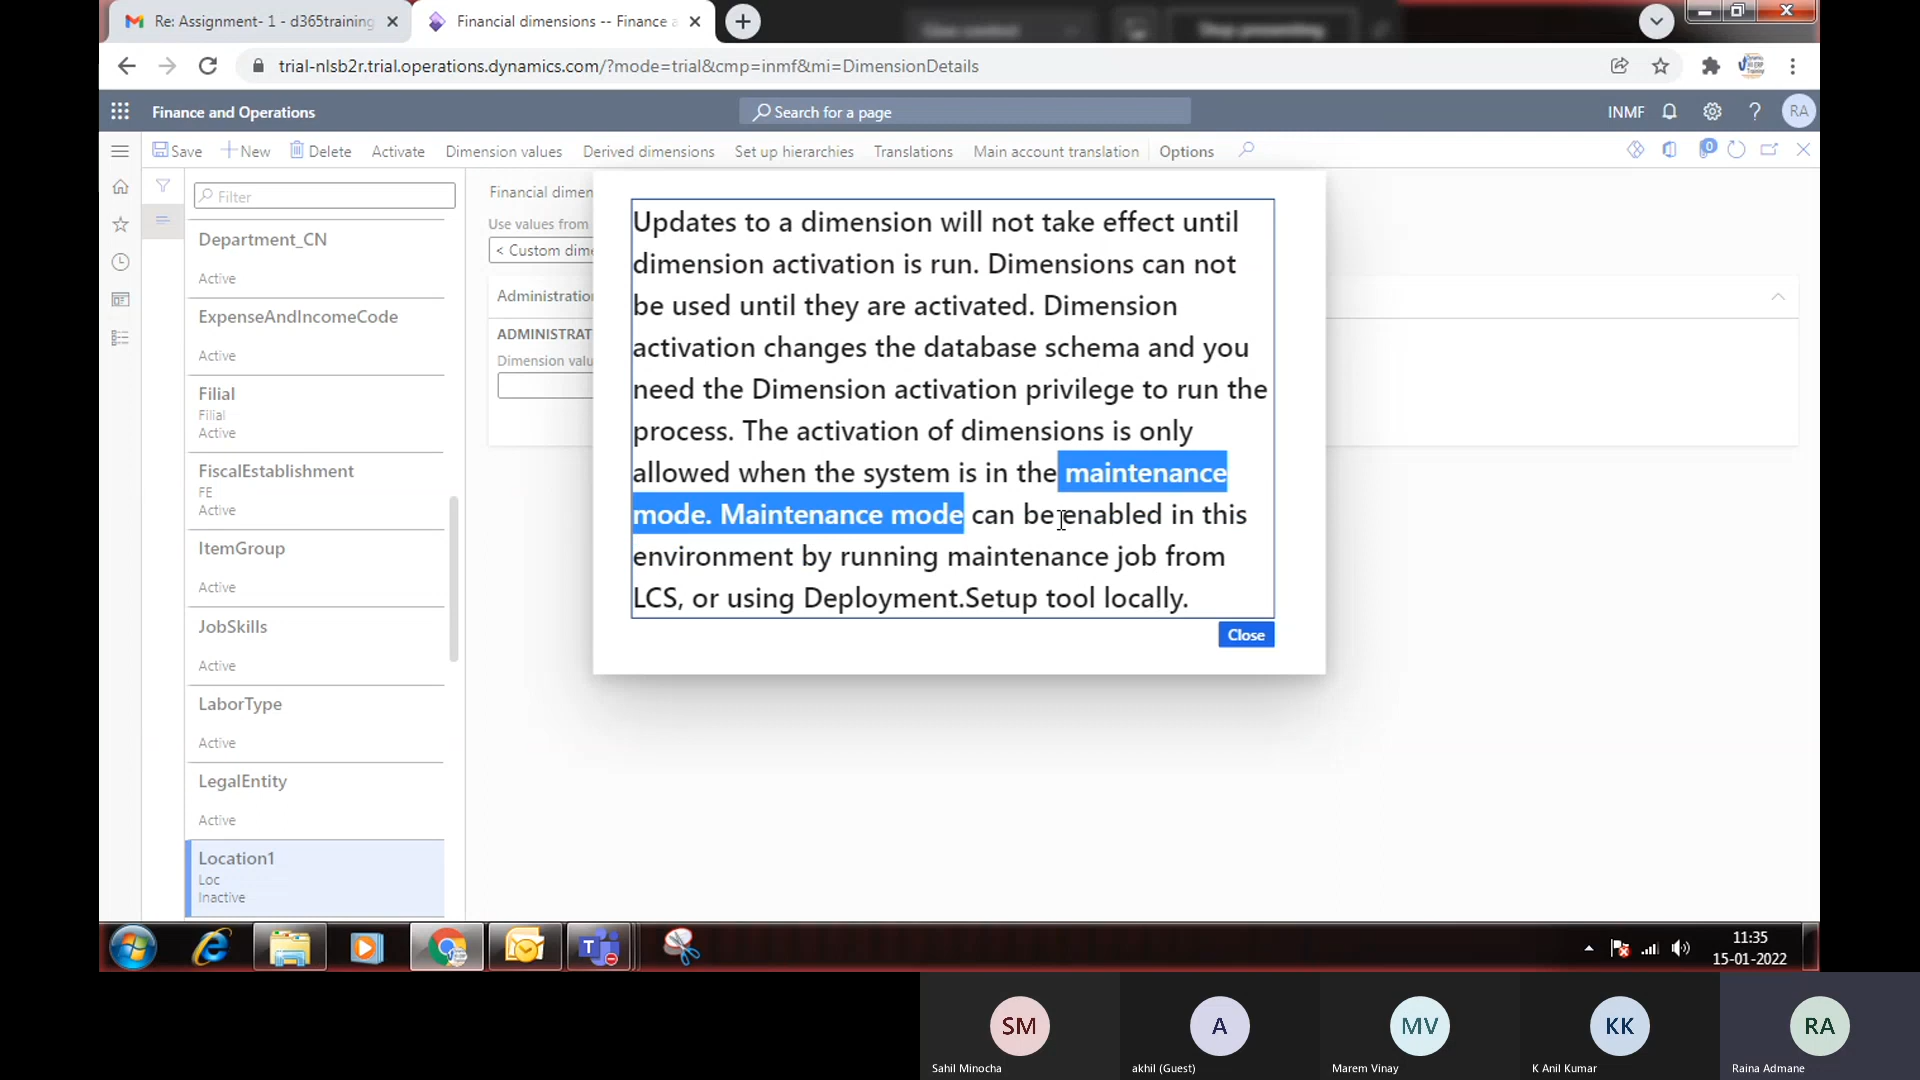 Re: Assignment- 1 - d365training
Financial dimensions -- Finance a
Stop presenting
trial-nlsb2r.trial.operations.dynamics.com/?mode=trial&cmp=inmf&mi=DimensionDetails
Finance and Operations
Search for a page
INMF
RA
Save
New
Delete
Activate
Dimension values
Derived dimensions
Set up hierarchies
Translations
Main account translation
Options
0
Filter
Department_CN
Active
ExpenseAndIncomeCode
Active
Filial
Filial
Active
FiscalEstablishment
FE
Active
ItemGroup
Active
JobSkills
Active
LaborType
Active
LegalEntity
Active
Location1
Loc
Inactive
Financial dimen
Use values from
< Custom dime
Administration
ADMINISTRAT
Dimension valu
Updates to a dimension will not take effect until
dimension activation is run. Dimensions can not
be used until they are activated. Dimension
activation changes the database schema and you
need the Dimension activation privilege to run the
process. The activation of dimensions is only
allowed when the system is in the maintenance
mode. Maintenance mode can be enabled in this
environment by running maintenance job from
LCS, or using Deployment.Setup tool locally.
Close
11:35
15-01-2022
SM
Sahil Minocha
A
akhil (Guest)
MV
Marem Vinay
KK
K Anil Kumar
RA
Raina Admane